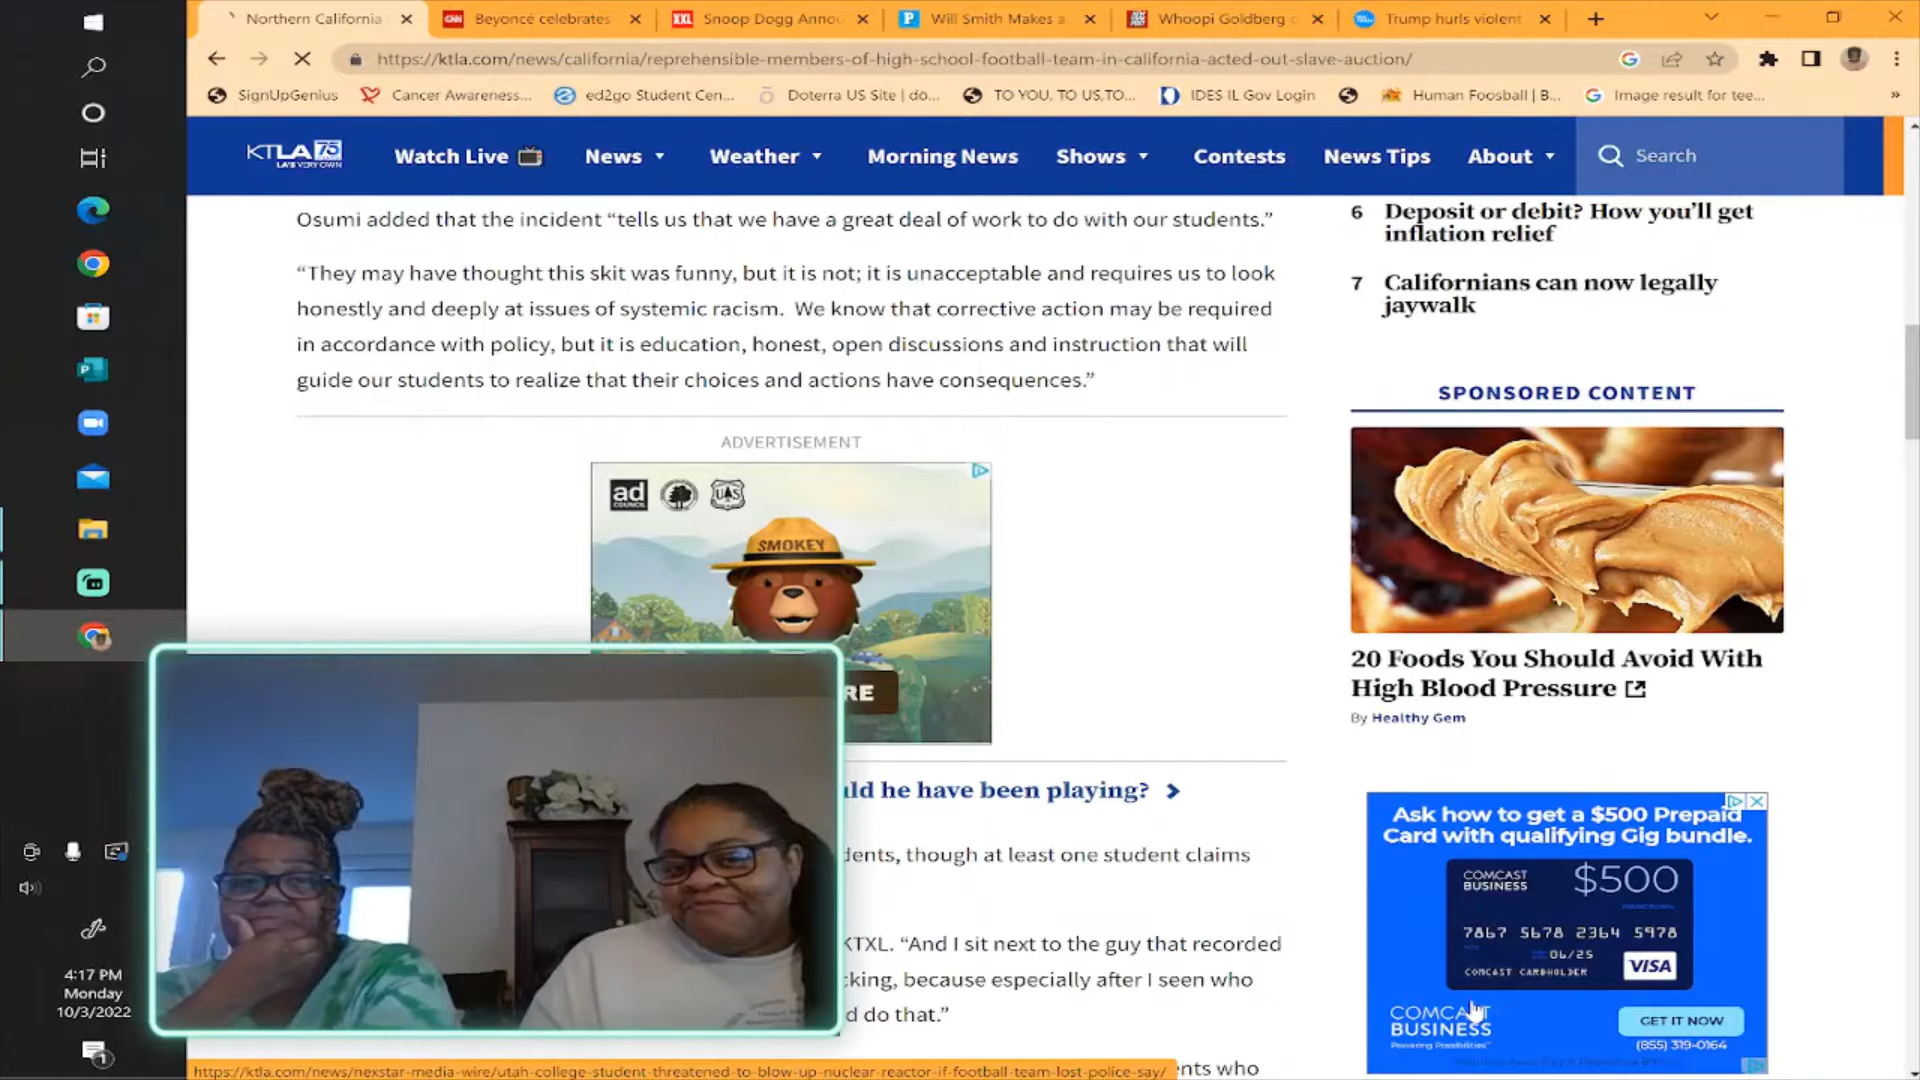 Northern California
Beyoncé celebrates
Snoop Dogg Annou
Will Smith Makes a
Whoopi Goldberg
Trump hurls violent
https://ktla.com/news/california/reprehensible-members-of-high-school-football-team-in-california-acted-out-slave-auction/
SignUpGenius
Cancer Awareness...
ed2go Student Cen...
Doterra US Site | do...
TO YOU, TO US,TO...
IDES IL Gov Login
Human Foosball | B...
Image result for tee...
KTLA 75
LA'S VERY OWN
Watch Live
News
Weather
Morning News
Shows
Contests
News Tips
About
Search
Osumi added that the incident “tells us that we have a great deal of work to do with our students.”
“They may have thought this skit was funny, but it is not; it is unacceptable and requires us to look
honestly and deeply at issues of systemic racism. We know that corrective action may be required
in accordance with policy, but it is education, honest, open discussions and instruction that will
guide our students to realize that their choices and actions have consequences.”
ADVERTISEMENT
ad
COUNCIL
SMOKEY
RE
uld he have been playing?
dents, though at least one student claims
KTXL. “And I sit next to the guy that recorded
cking, because especially after I seen who
d do that.”
ents who
6 Deposit or debit? How you’ll get
inflation relief
7 Californians can now legally
jaywalk
SPONSORED CONTENT
20 Foods You Should Avoid With
High Blood Pressure
By Healthy Gem
Ask how to get a $500 Prepaid
Card with qualifying Gig bundle.
COMCAST
BUSINESS
$500
7867 5678 2364 5978
06/25
COMCAST CARDHOLDER
VISA
COMCAST
BUSINESS
Powering Possibilities™
GET IT NOW
(855) 319-0164
4:17 PM
Monday
10/3/2022
1
https://ktla.com/news/nexstar-media-wire/utah-college-student-threatened-to-blow-up-nuclear-reactor-if-football-team-lost-police-say/